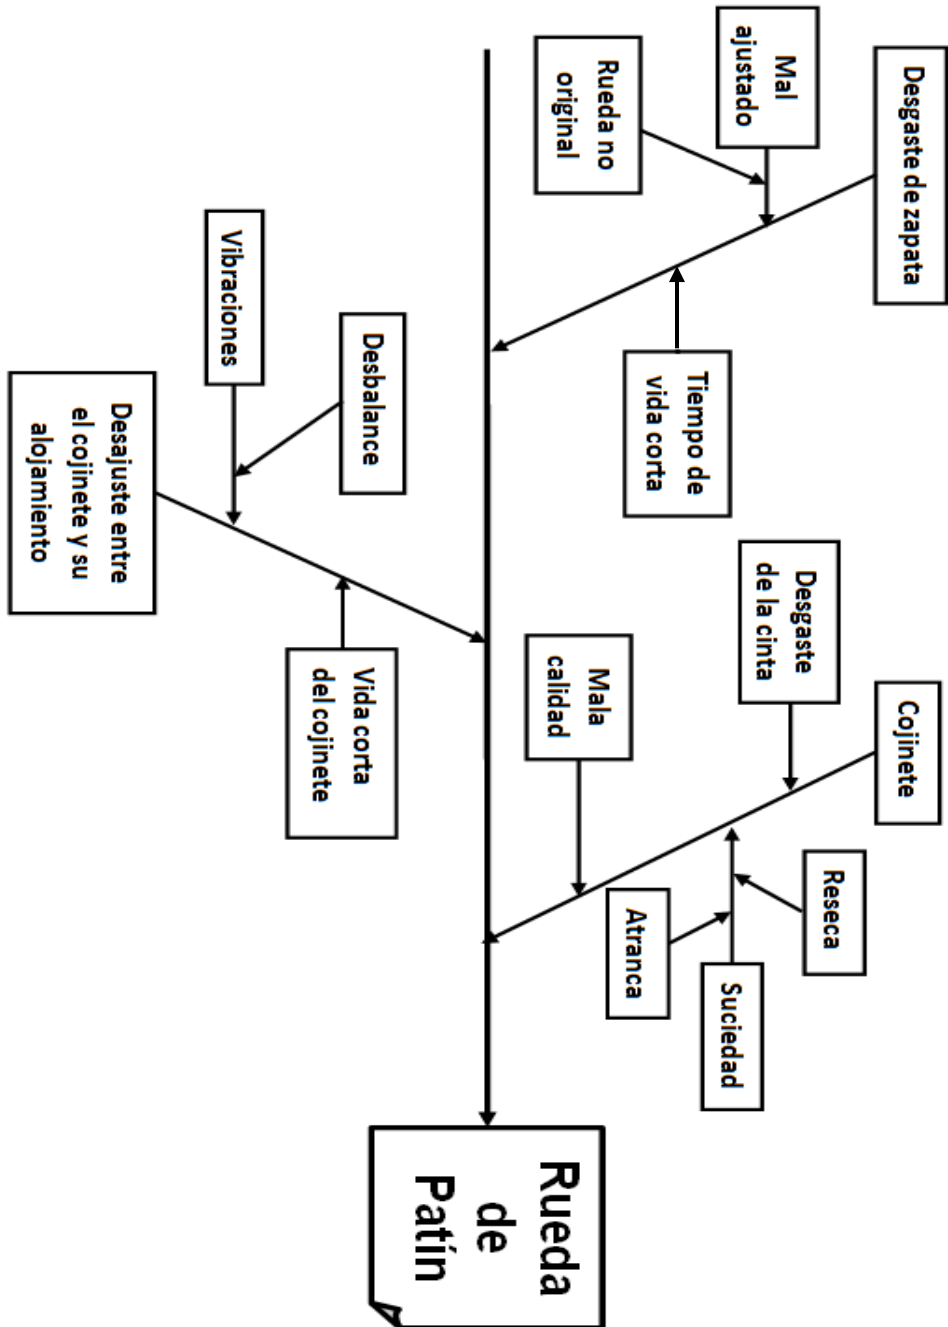 Desgaste de zapata
Mal
ajustado
Rueda no
original
Tiempo de
vida corta
Cojinete
Desgaste
de la cinta
Reseca
Suciedad
Atranca
Mala
calidad
Desbalance
Vibraciones
Vida corta
del cojinete
Desajuste entre
el cojinete y su
alojamiento
Rueda
de
Patín